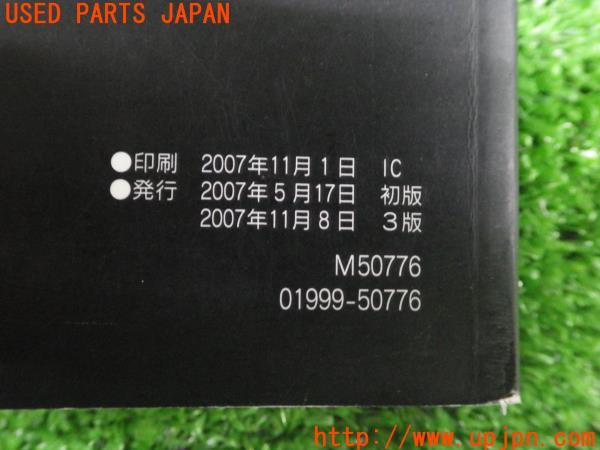 USED PARTS JAPAN
●印刷 2007年11月1日 IC
●発行 2007年5月17日 初版
2007年11月8日 3版
M50776
01999-50776
http://www.upjpn.com